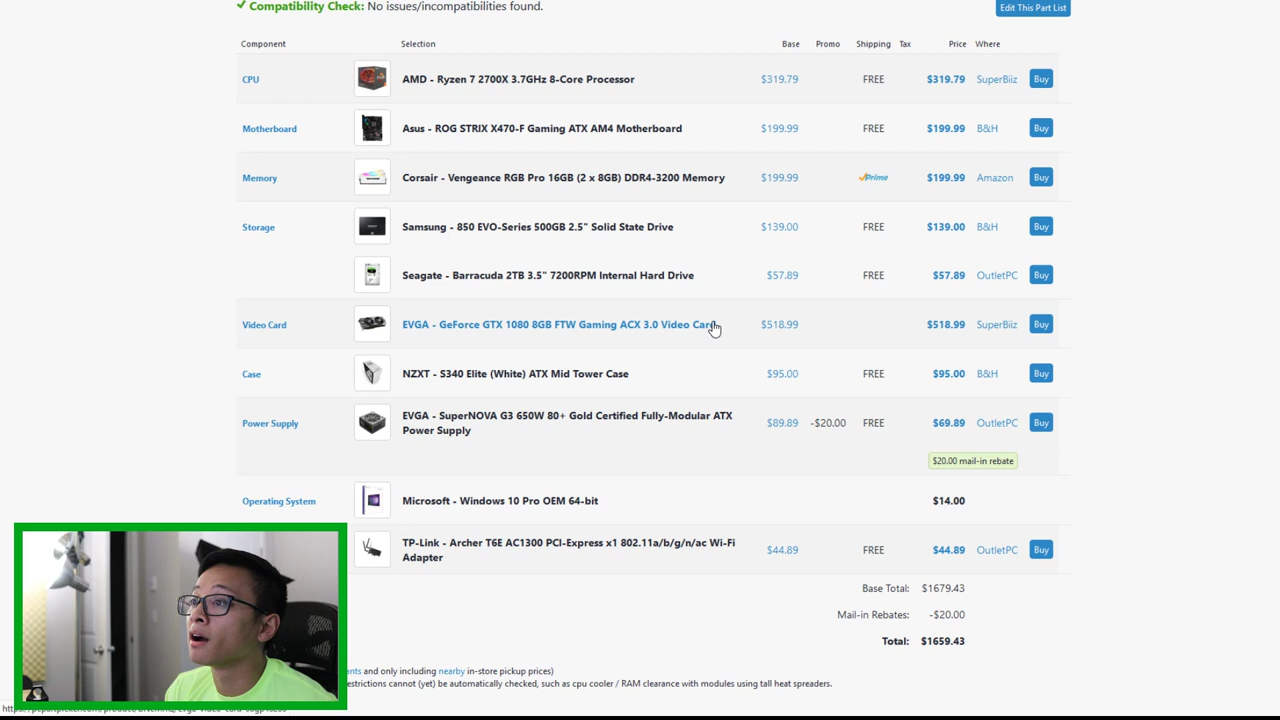 Compatibility Check: No issues/incompatibilities found.
Edit This Part List
Component Selection Base Promo Shipping Tax Price Where
CPU AMD - Ryzen 7 2700X 3.7GHz 8-Core Processor $319.79 FREE $319.79 SuperBiiz Buy
Motherboard Asus - ROG STRIX X470-F Gaming ATX AM4 Motherboard $199.99 FREE $199.99 B&H Buy
Memory Corsair - Vengeance RGB Pro 16GB (2 x 8GB) DDR4-3200 Memory $199.99 Prime $199.99 Amazon Buy
Storage Samsung - 850 EVO-Series 500GB 2.5" Solid State Drive $139.00 FREE $139.00 B&H Buy
Seagate - Barracuda 2TB 3.5" 7200RPM Internal Hard Drive $57.89 FREE $57.89 OutletPC Buy
Video Card EVGA - GeForce GTX 1080 8GB FTW Gaming ACX 3.0 Video Card $518.99 $518.99 SuperBiiz Buy
Case NZXT - S340 Elite (White) ATX Mid Tower Case $95.00 FREE $95.00 B&H Buy
Power Supply EVGA - SuperNOVA G3 650W 80+ Gold Certified Fully-Modular ATX
Power Supply $89.89 -$20.00 FREE $69.89 OutletPC Buy
$20.00 mail-in rebate
Operating System Microsoft - Windows 10 Pro OEM 64-bit $14.00
TP-Link - Archer T6E AC1300 PCI-Express x1 802.11a/b/g/n/ac Wi-Fi
Adapter $44.89 FREE $44.89 OutletPC Buy
Base Total: $1679.43
Mail-in Rebates: -$20.00
Total: $1659.43
and only including nearby in-store pickup prices)
cannot (yet) be automatically checked, such as cpu cooler / RAM clearance with modules using tall heat spreaders.